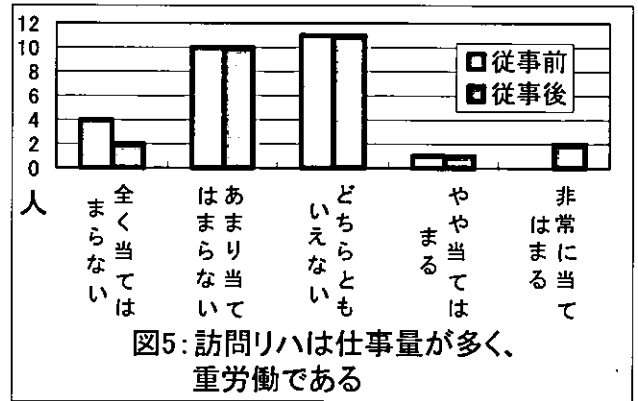 12
10
8
6
4
2
0
人
従事前
従事後
全く当ては
まらない
あまり当て
はまらない
どちらとも
いえない
やや当ては
まる
非常に当て
はまる
図5:訪問リハは仕事量が多く、
重労働である